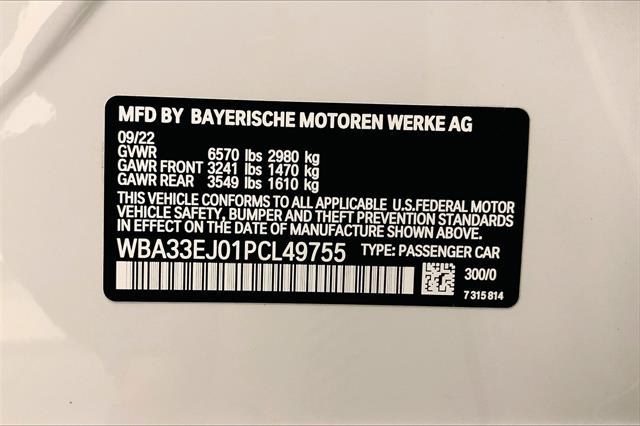 MFD BY BAYERISCHE MOTOREN WERKE AG
09/22
GVWR 6570 lbs 2980 kg
GAWR FRONT 3241 lbs 1470 kg
GAWR REAR 3549 lbs 1610 kg
THIS VEHICLE CONFORMS TO ALL APPLICABLE U.S.FEDERAL MOTOR
VEHICLE SAFETY, BUMPER AND THEFT PREVENTION STANDARDS
IN EFFECT ON THE DATE OF MANUFACTURE SHOWN ABOVE.
WBA33EJ01PCL49755 TYPE: PASSENGER CAR
300/0
7 315 814